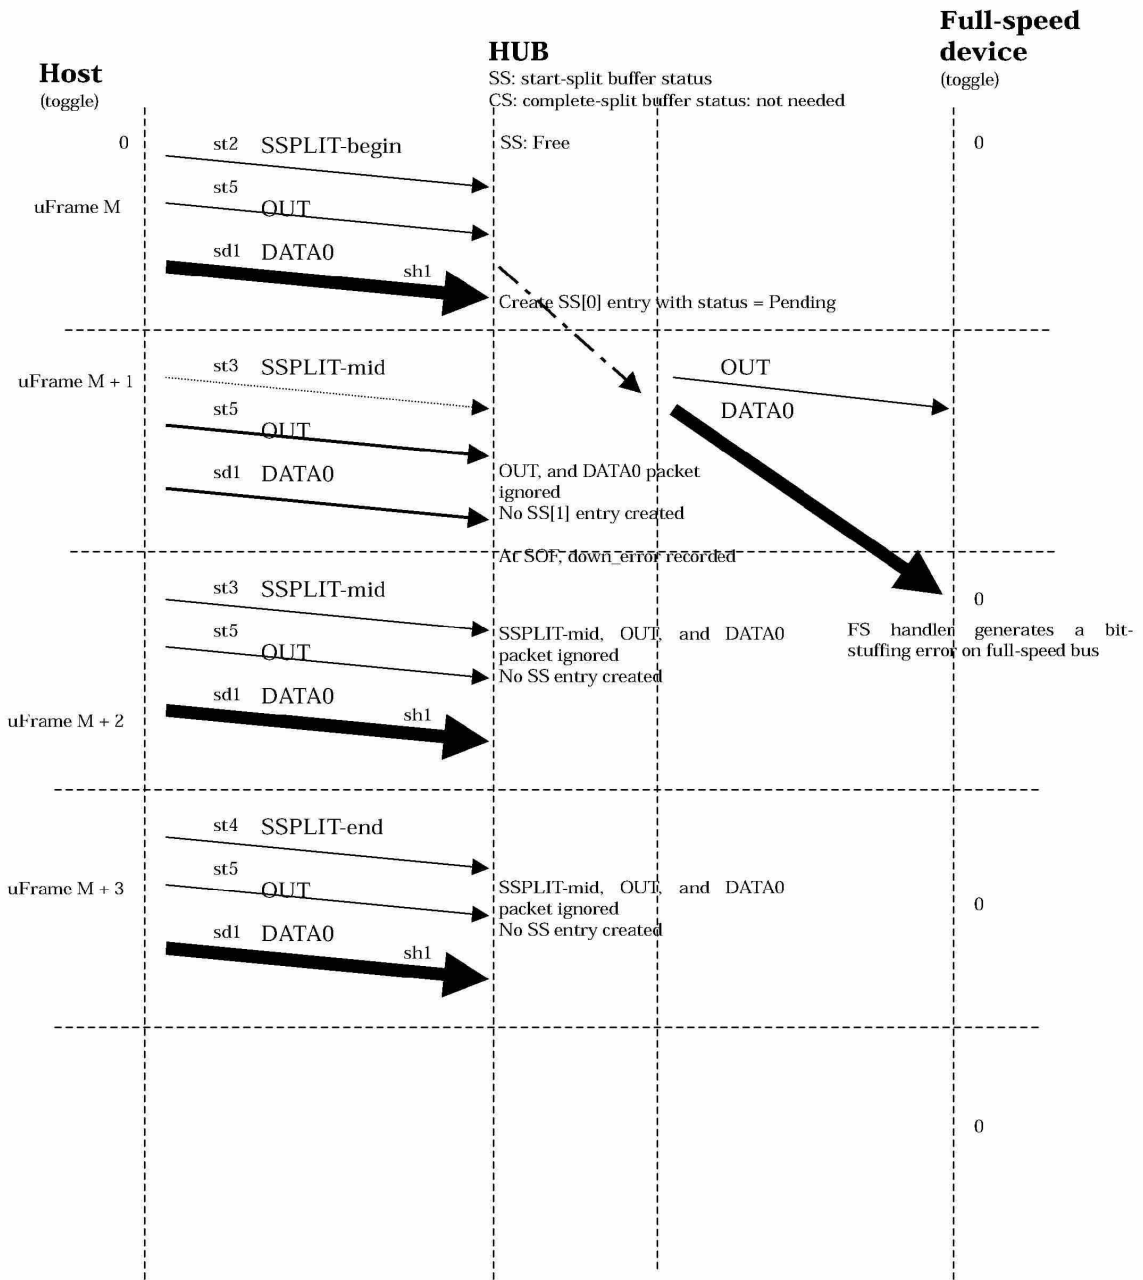 Full-speed
device
(toggle)
HUB
SS: start-split buffer status
CS: complete-split buffer status: not needed
Host
(toggle)
0
st2 SSPLIT-begin
SS: Free
0
st5
OUT
uFrame M
sd1 DATA0
sh1
Create SS[0] entry with status = Pending
st3 SSPLIT-mid
OUT
uFrame M + 1
st5
OUT
DATA0
sd1 DATA0
OUT, and DATA0 packet
ignored
No SS[1] entry created
At SOF, down_error recorded
st3 SSPLIT-mid
0
st5
OUT
SSPLIT-mid, OUT, and DATA0
packet ignored
No SS entry created
FS handler generates a bit-
stuffing error on full-speed bus
sd1 DATA0
sh1
uFrame M + 2
st4 SSPLIT-end
st5
OUT
uFrame M + 3
SSPLIT-mid, OUT, and DATA0
packet ignored
No SS entry created
0
sd1 DATA0
sh1
0